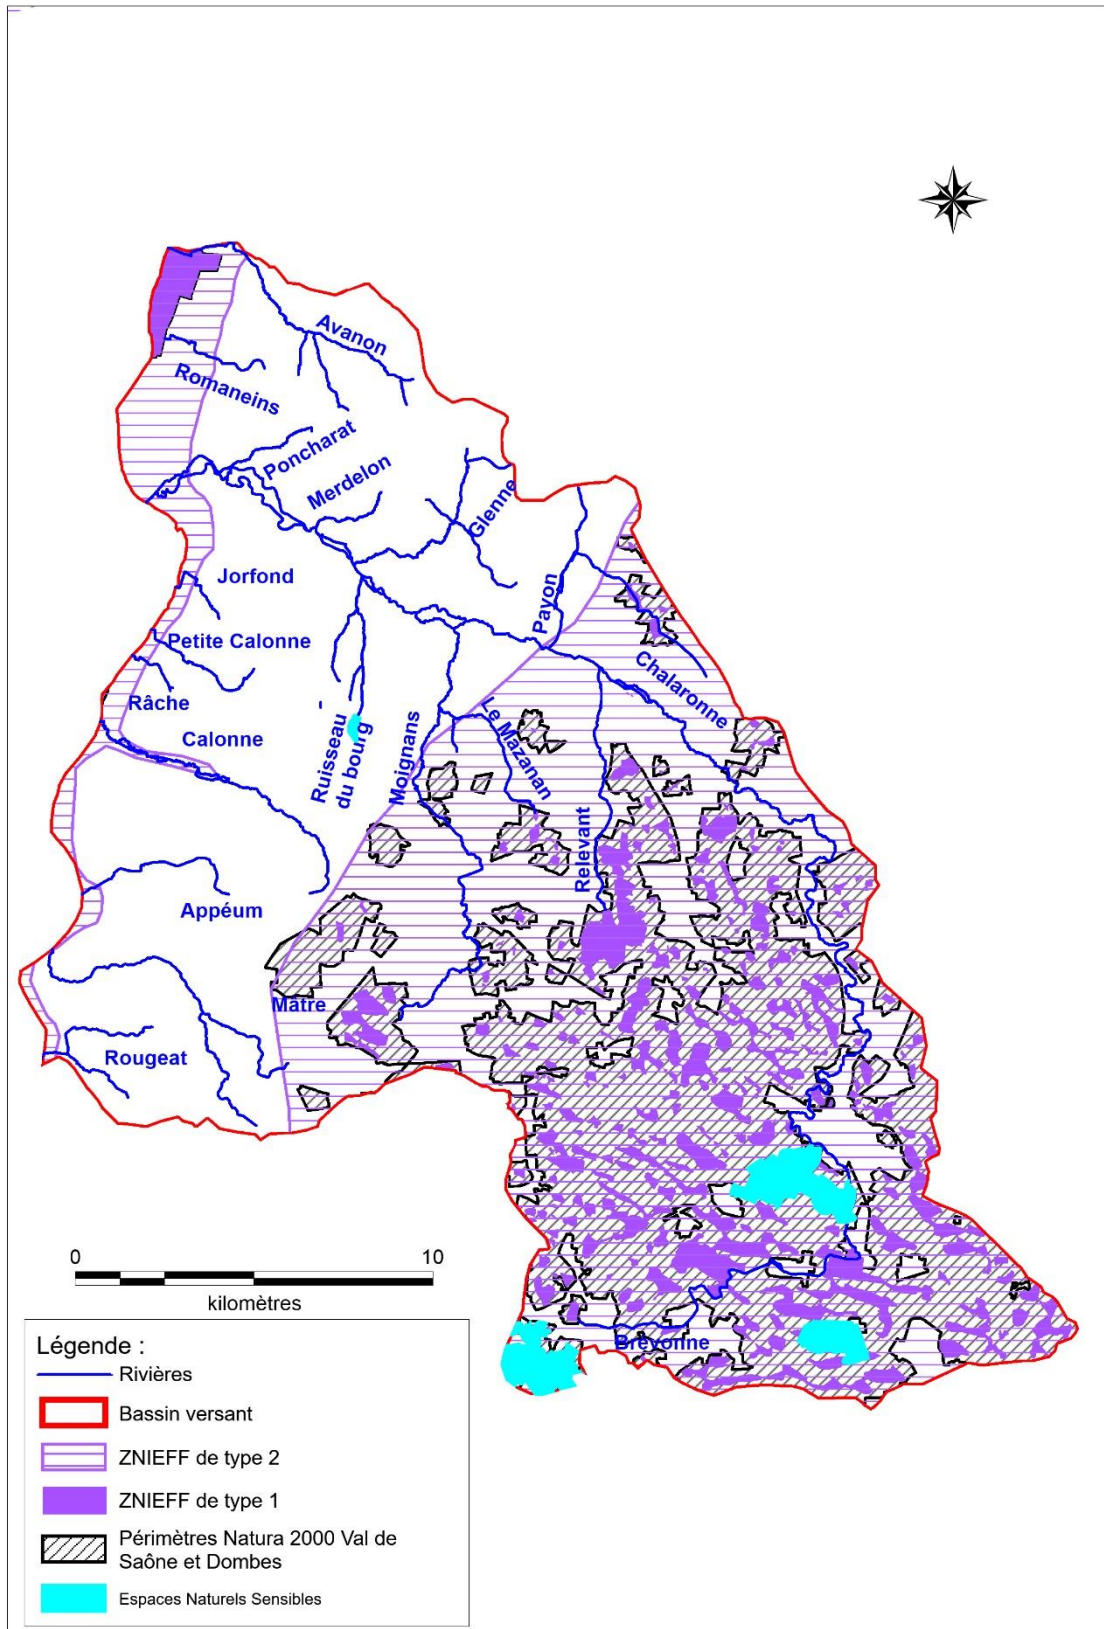 Avanon
Romaneins
Poncharat
Merdelon
Glenne
Jorfond
Payon
Petite Calonne
Chalaronne
Râche
Calonne
Ruisseau
du bourg
Moignans
Le Mazanan
Relevant
Appéum
Mâtre
Rougeat
Brévonne
0 10
kilomètres
Légende :
Rivières
Bassin versant
ZNIEFF de type 2
ZNIEFF de type 1
Périmètres Natura 2000 Val de
Saône et Dombes
Espaces Naturels Sensibles